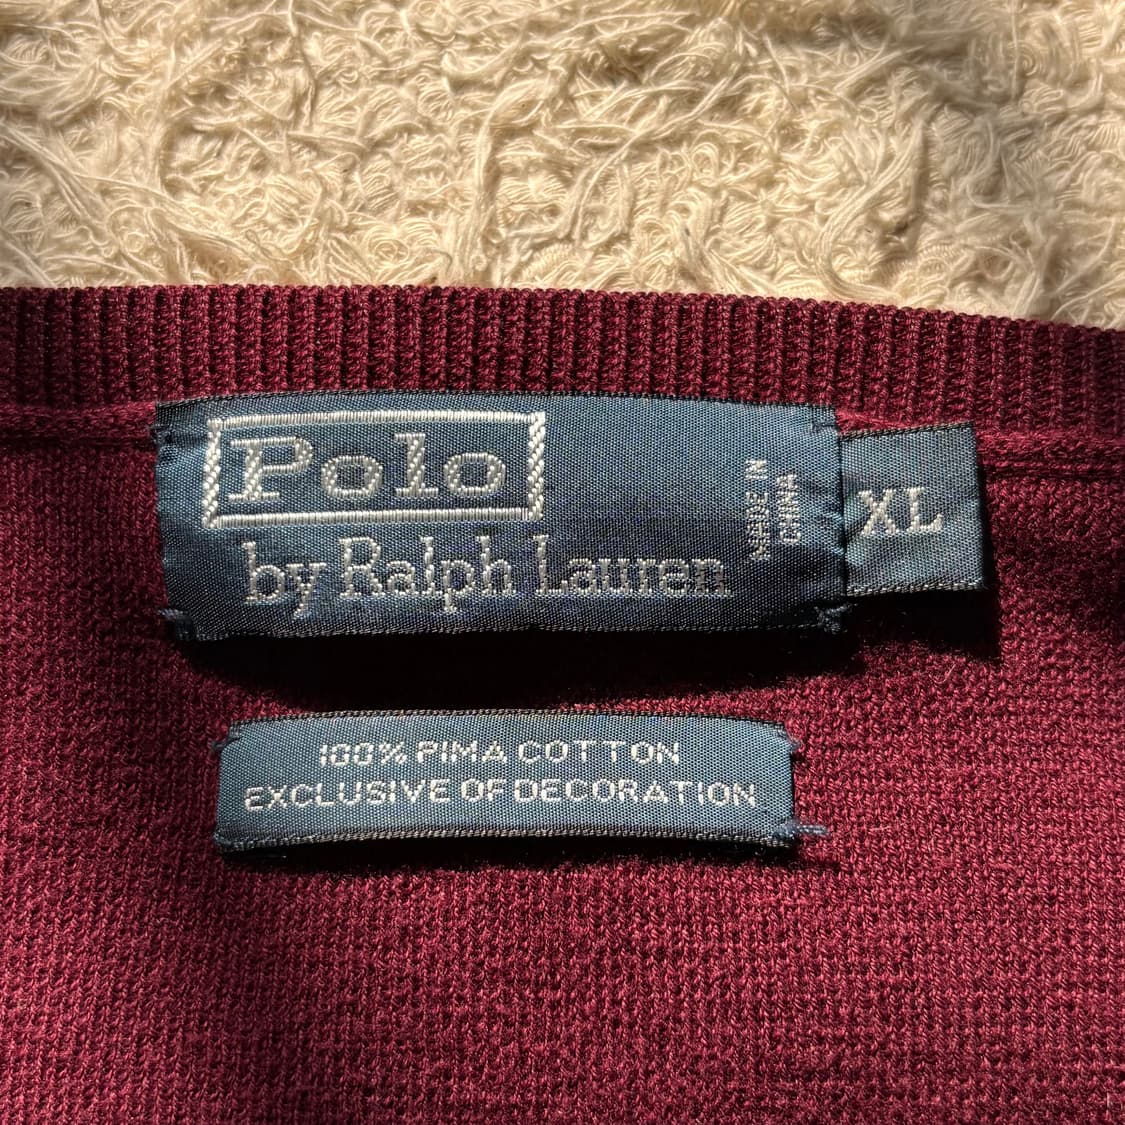 Polo
by Ralph Lauren
MADE IN
CHINA
XL
100% PIMA COTTON
EXCLUSIVE OF DECORATION